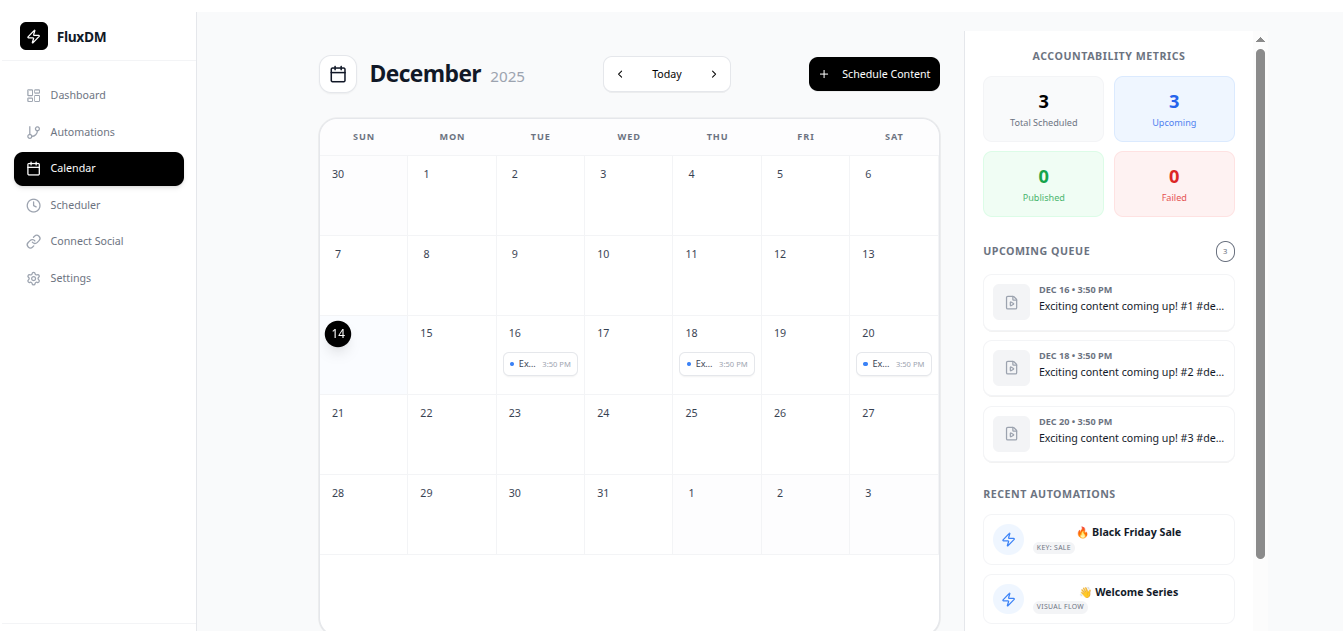 FluxDM
Dashboard
Automations
Calendar
Scheduler
Connect Social
Settings
December 2025
Today
Schedule Content
SUN MON TUE WED THU FRI SAT
30 1 2 3 4 5 6
7 8 9 10 11 12 13
14 15 16 17 18 19 20
Ex... 3:50 PM Ex... 3:50 PM Ex... 3:50 PM
21 22 23 24 25 26 27
28 29 30 31 1 2 3
ACCOUNTABILITY METRICS
3 3
Total Scheduled Upcoming
0 0
Published Failed
UPCOMING QUEUE 3
DEC 16 • 3:50 PM
Exciting content coming up! #1 #de...
DEC 18 • 3:50 PM
Exciting content coming up! #2 #de...
DEC 20 • 3:50 PM
Exciting content coming up! #3 #de...
RECENT AUTOMATIONS
🔥 Black Friday Sale
KEY: SALE
👋 Welcome Series
VISUAL FLOW